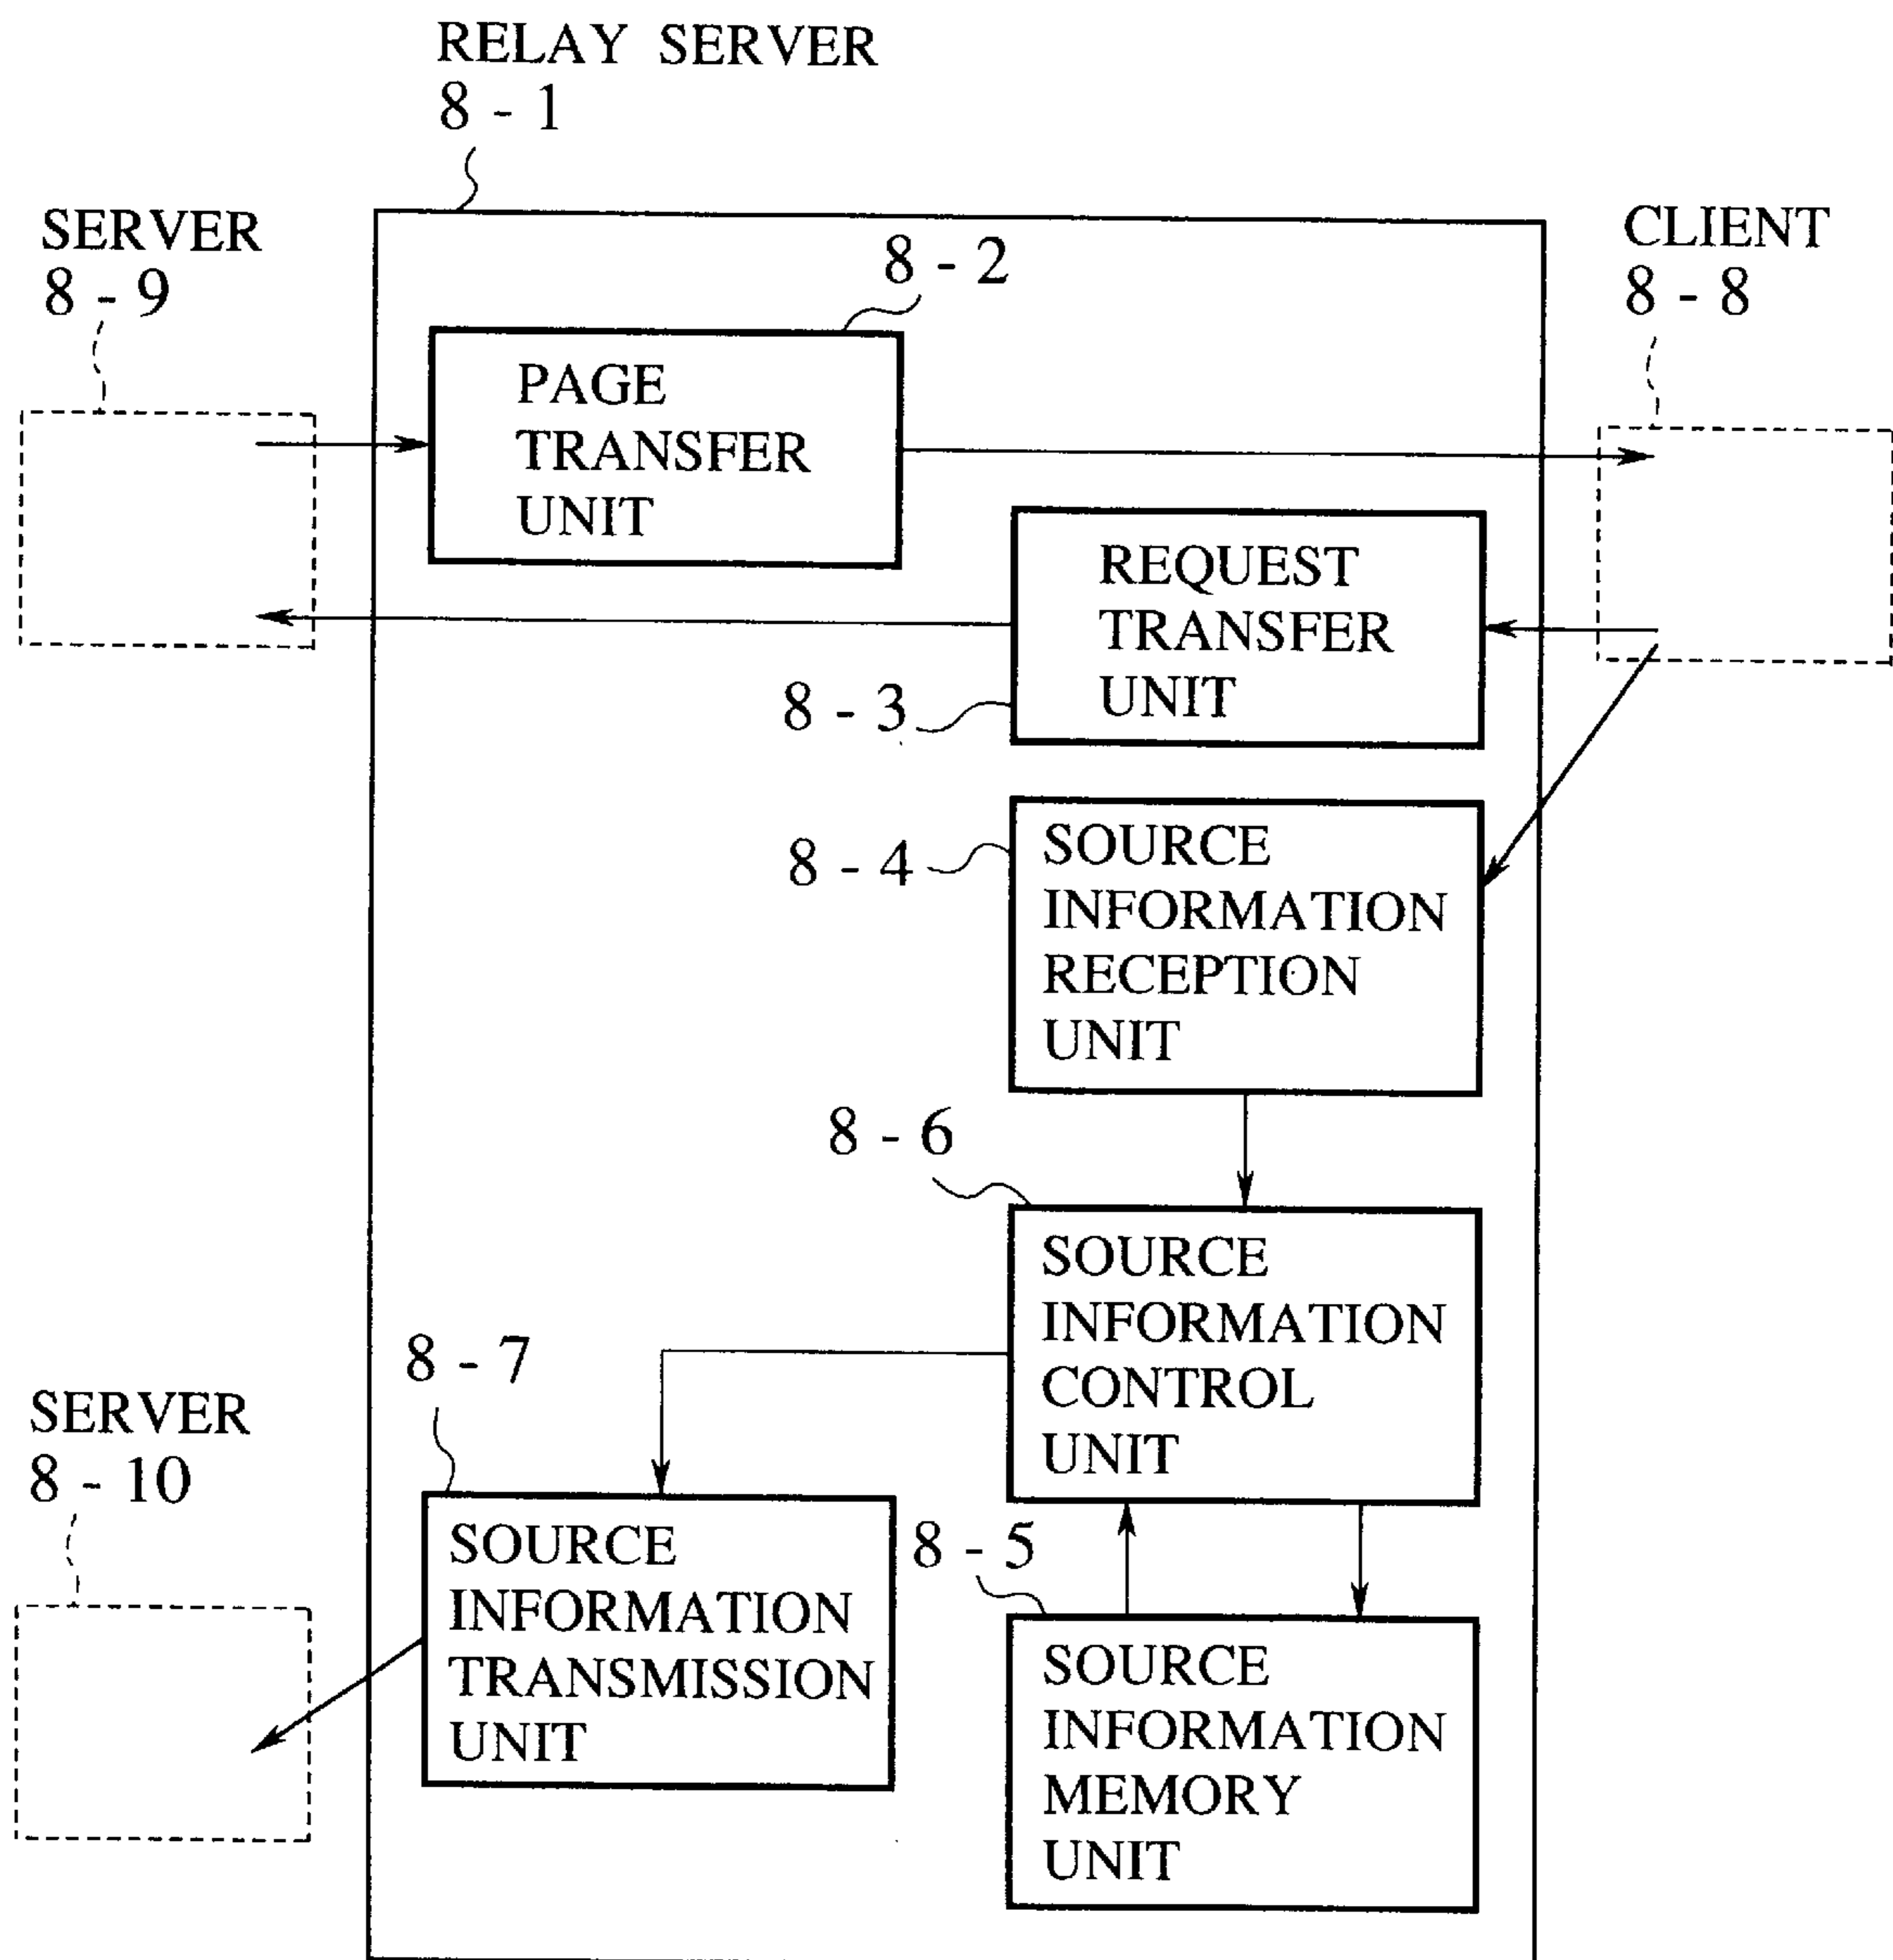 RELAY SERVER
8 - 1
SERVER
8 - 9
8 - 2
CLIENT
8 - 8
PAGE
TRANSFER
UNIT
REQUEST
TRANSFER
UNIT
8 - 3
8 - 4
SOURCE
INFORMATION
RECEPTION
UNIT
8 - 6
SOURCE
INFORMATION
CONTROL
UNIT
8 - 7
SERVER
8 - 10
SOURCE
INFORMATION
TRANSMISSION
UNIT
8 - 5
SOURCE
INFORMATION
MEMORY
UNIT